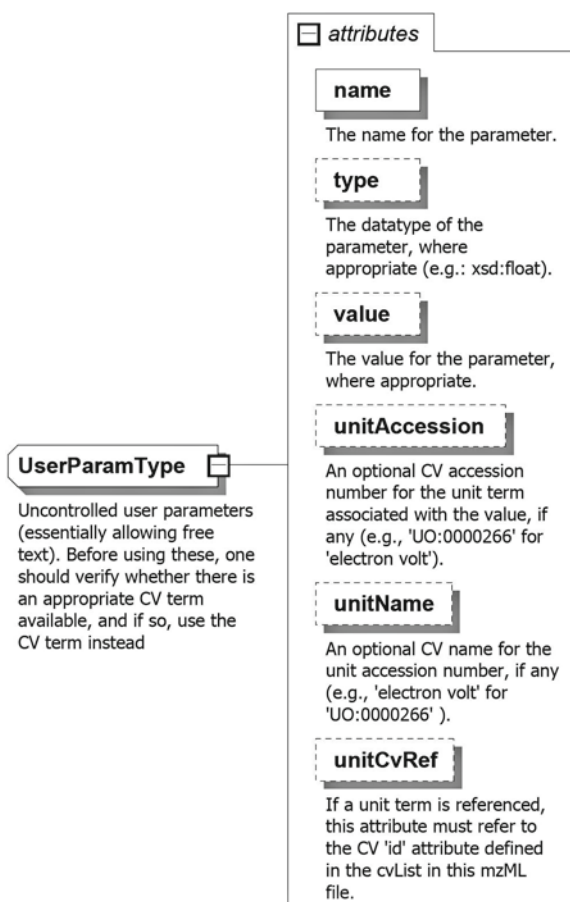 attributes
name
The name for the parameter.
type
The datatype of the
parameter, where
appropriate (e.g.: xsd:float).
value
The value for the parameter,
where appropriate.
unitAccession
An optional CV accession
number for the unit term
associated with the value, if
any (e.g., 'UO:0000266' for
'electron volt').
unitName
An optional CV name for the
unit accession number, if any
(e.g., 'electron volt' for
'UO:0000266' ).
unitCvRef
If a unit term is referenced,
this attribute must refer to
the CV 'id' attribute defined
in the cvList in this mzML
file.
UserParamType
Uncontrolled user parameters
(essentially allowing free
text). Before using these, one
should verify whether there is
an appropriate CV term
available, and if so, use the
CV term instead